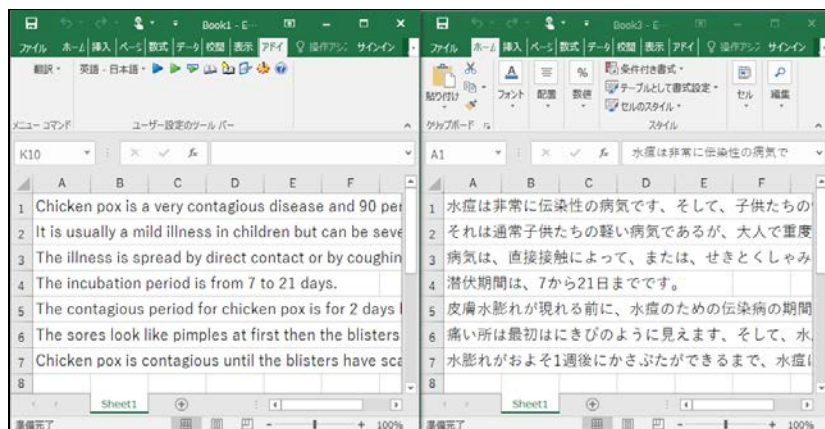 Book1 - E…
ファイル ホーム 挿入 ページ 数式 データ 校閲 表示 アドイ 操作アシス サインイン
翻訳 英語 - 日本語
メニュー コマンド ユーザー設定のツール バー
K10 fx
A B C D E F
1 Chicken pox is a very contagious disease and 90 per
2 It is usually a mild illness in children but can be seve
3 The illness is spread by direct contact or by coughin
4 The incubation period is from 7 to 21 days.
5 The contagious period for chicken pox is for 2 days
6 The sores look like pimples at first then the blisters
7 Chicken pox is contagious until the blisters have sca
8
Sheet1
準備完了 100%
Book3 - E…
ファイル ホーム 挿入 ページ 数式 データ 校閲 表示 アドイ 操作アシス サインイン
貼り付け フォント 配置 数値 条件付き書式 テーブルとして書式設定 セルのスタイル セル 編集
クリップボード スタイル
A1 fx 水痘は非常に伝染性の病気で
A B C D E F
1 水痘は非常に伝染性の病気です、そして、子供たちの
2 それは通常子供たちの軽い病気であるが、大人で重度
3 病気は、直接接触によって、または、せきとくしゃみ
4 潜伏期間は、7から21日までです。
5 皮膚水膨れが現れる前に、水痘のための伝染病の期間
6 痛い所は最初はにきびのように見えます、そして、水
7 水膨れがおよそ1週後にかさぶたができるまで、水痘に
8
Sheet1
準備完了 100%